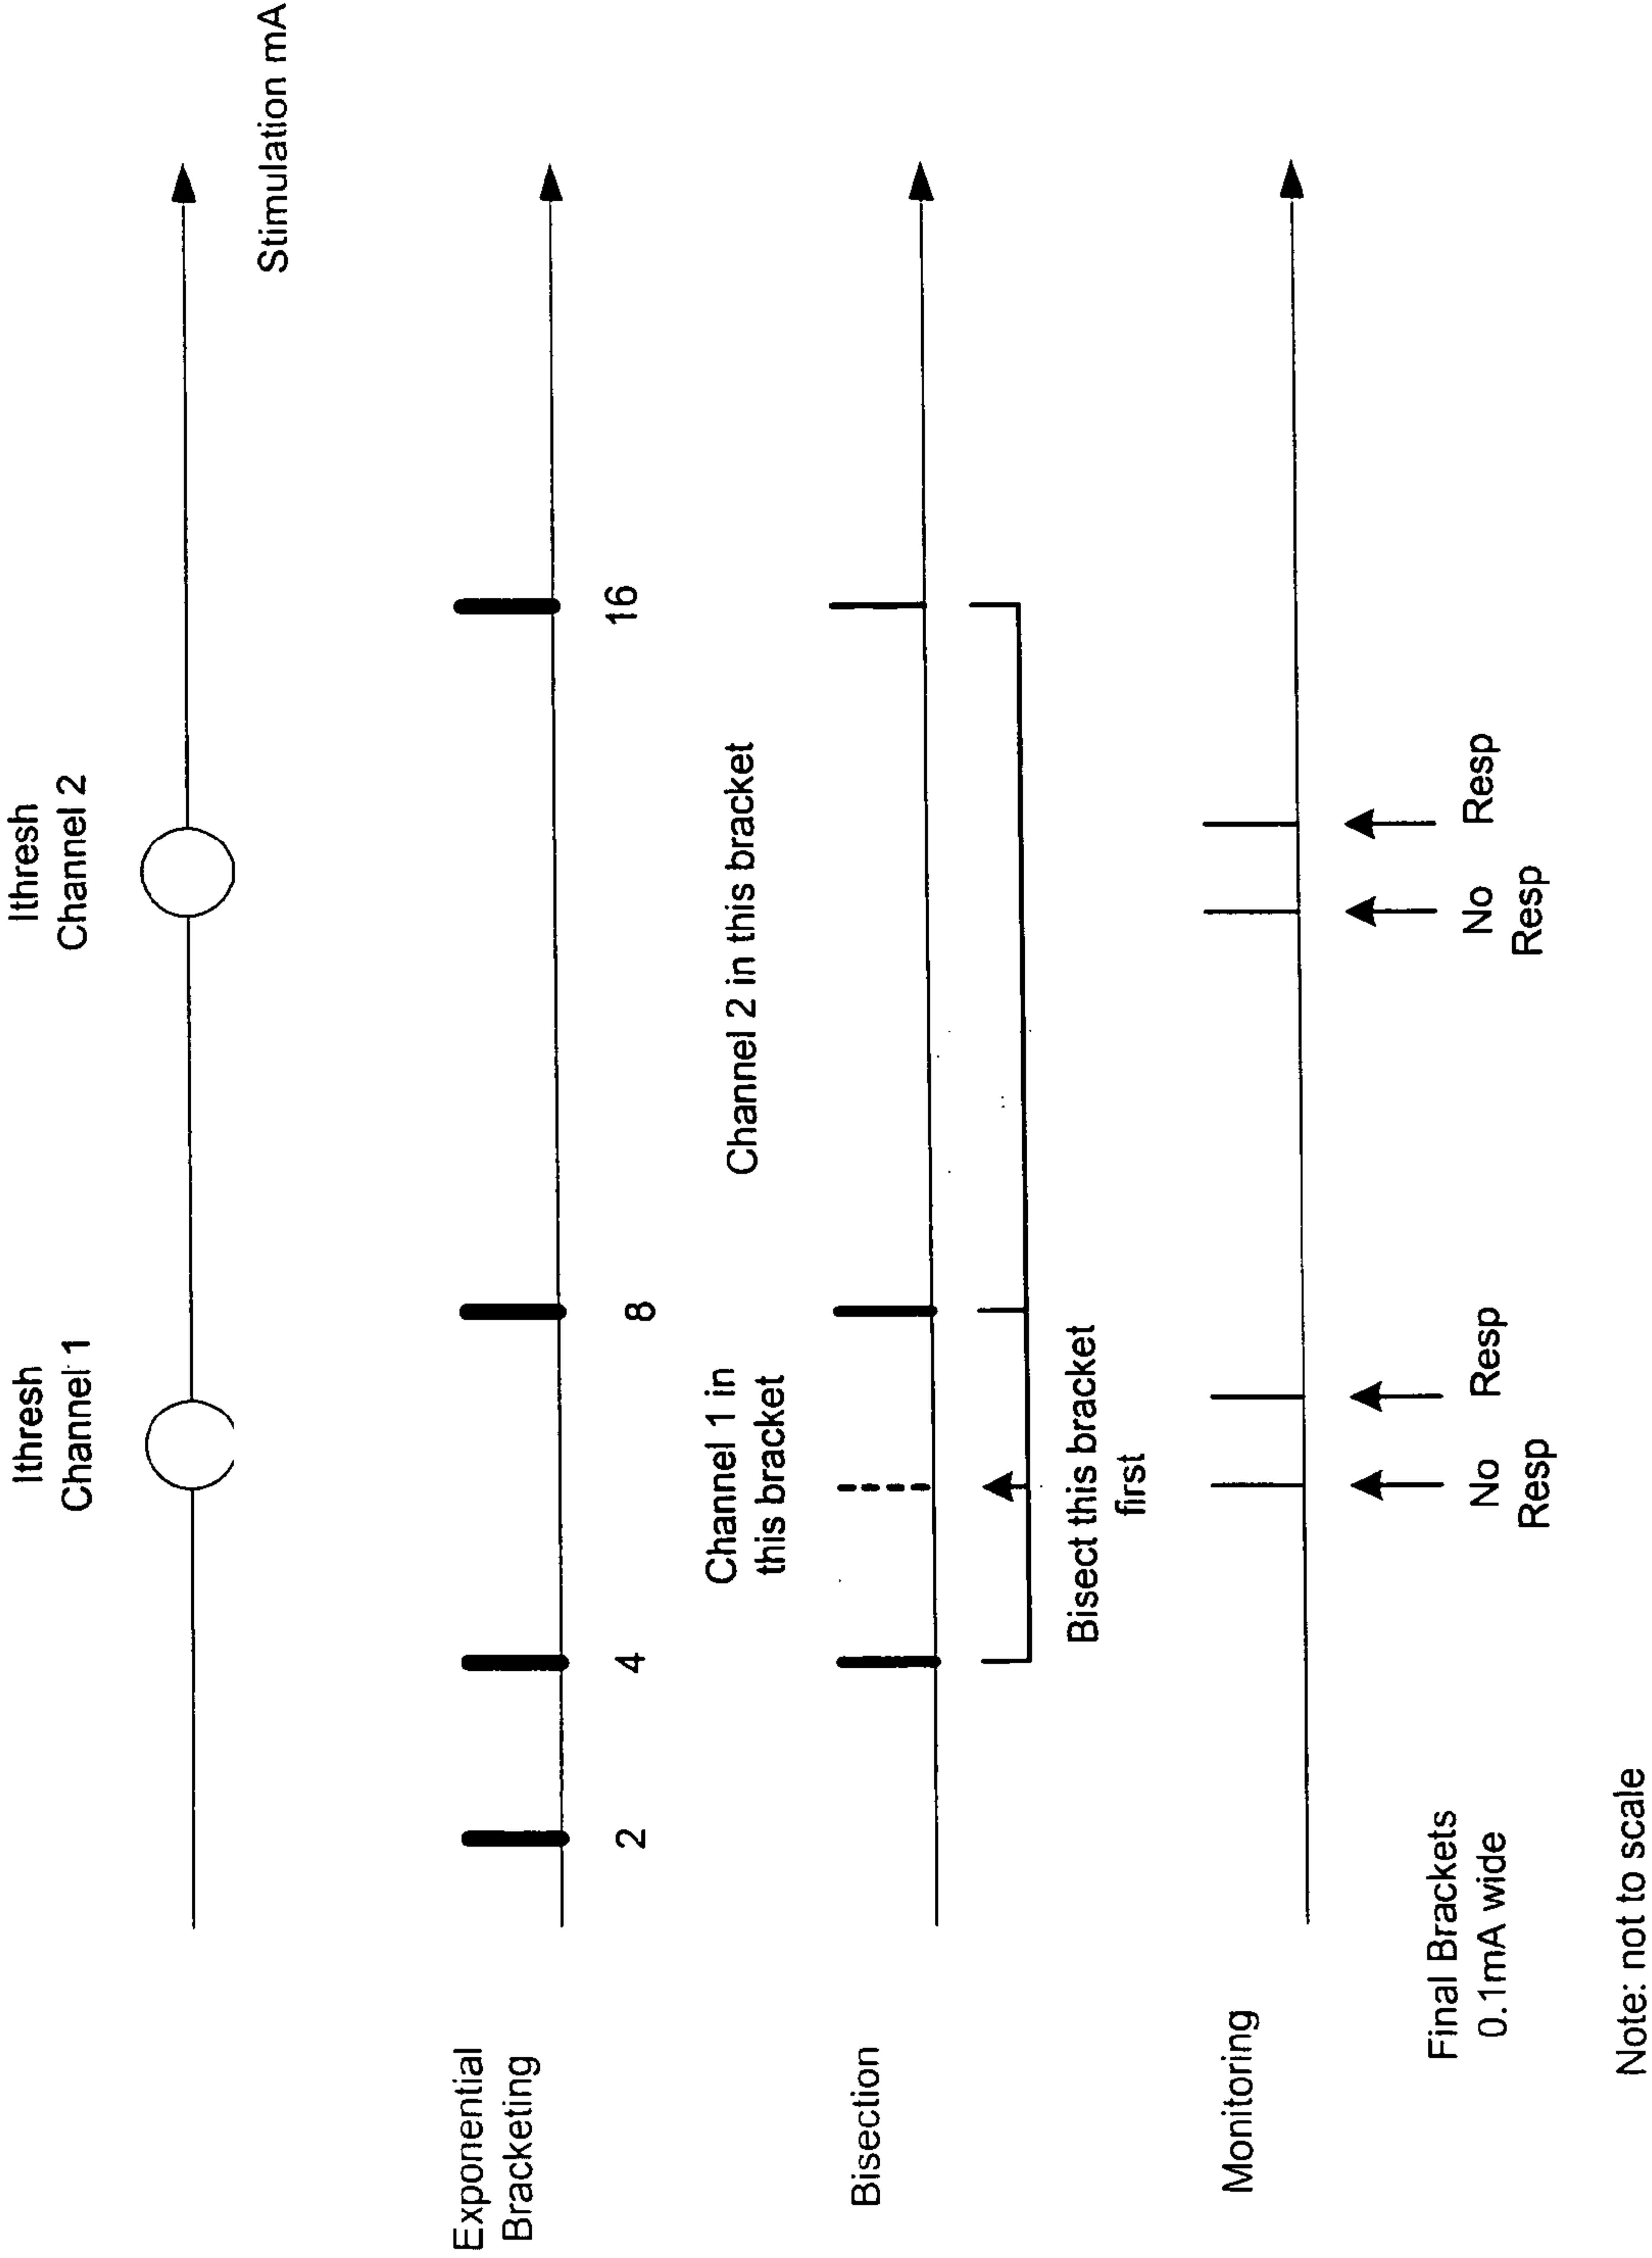 Ithresh
Channel 1
Ithresh
Channel 2
Stimulation mA
Exponential
Bracketing
2
4
8
16
Bisection
Channel 1 in
this bracket
Channel 2 in this bracket
Bisect this bracket
first
Monitoring
No
Resp
Resp
No
Resp
Resp
Final Brackets
0.1mA wide
Note: not to scale